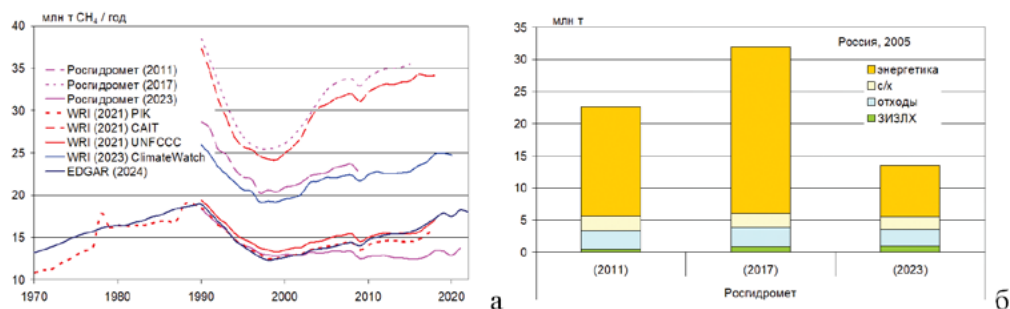 млн т CH₄ / год
40
35
30
25
20
15
10
1970
1980
1990
2000
2010
2020
Росгидромет (2011)
Росгидромет (2017)
Росгидромет (2023)
WRI (2021) PIK
WRI (2021) CAIT
WRI (2021) UNFCCC
WRI (2023) ClimateWatch
EDGAR (2024)
а
млн т
35
30
25
20
15
10
5
0
Россия, 2005
энергетика
с/х
отходы
ЗИЗЛХ
(2011)
(2017)
(2023)
Росгидромет
б